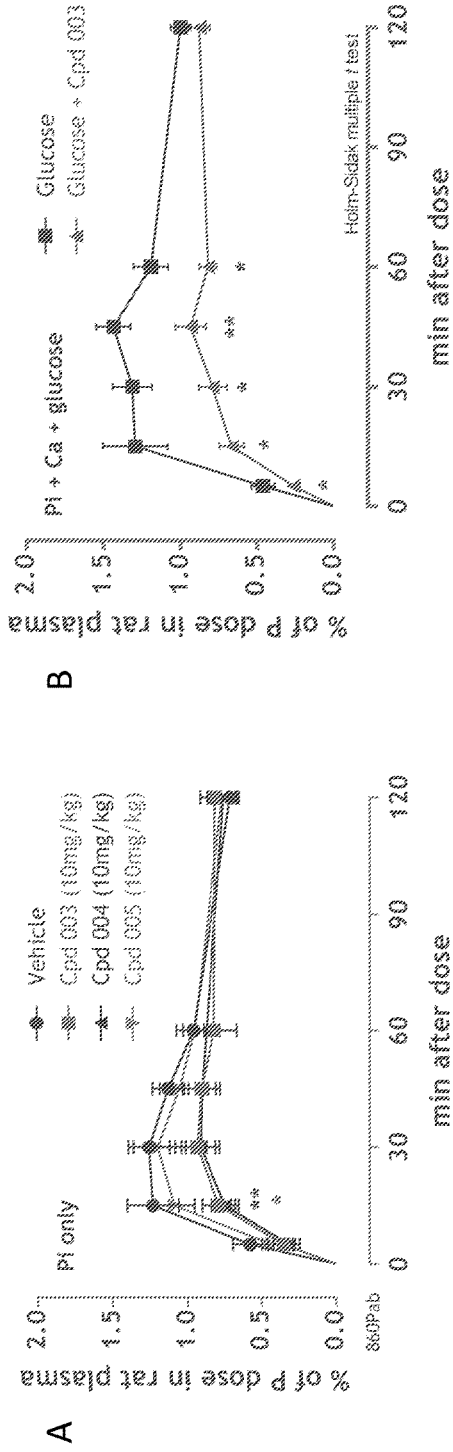 A
% of P dose in rat plasma
2.0
1.5
1.0
0.5
0.0
Pi only
Vehicle
Cpd 003 (10mg/kg)
Cpd 004 (10mg/kg)
Cpd 005 (10mg/kg)
**
*
860Pab
0
30
60
90
120
min after dose
B
% of P dose in rat plasma
2.0
1.5
1.0
0.5
0.0
Pi + Ca + glucose
Glucose
Glucose + Cpd 003
*
*
*
**
*
Holm-Sidak multiple t test
0
30
60
90
120
min after dose